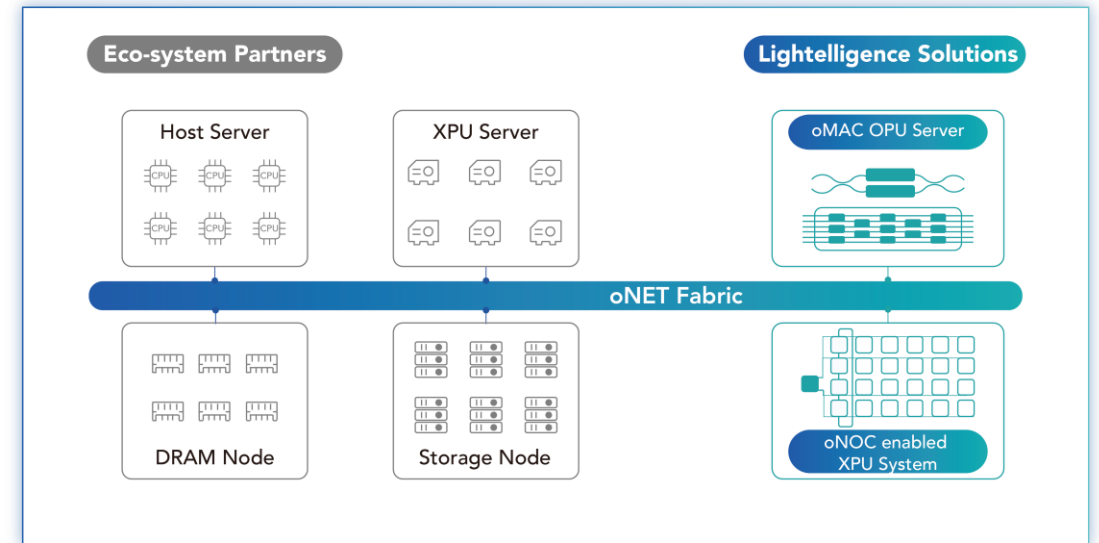 Eco-system Partners
Lightelligence Solutions
Host Server
CPU CPU CPU
CPU CPU CPU
XPU Server
oMAC OPU Server
oNET Fabric
DRAM Node
Storage Node
oNOC enabled
XPU System